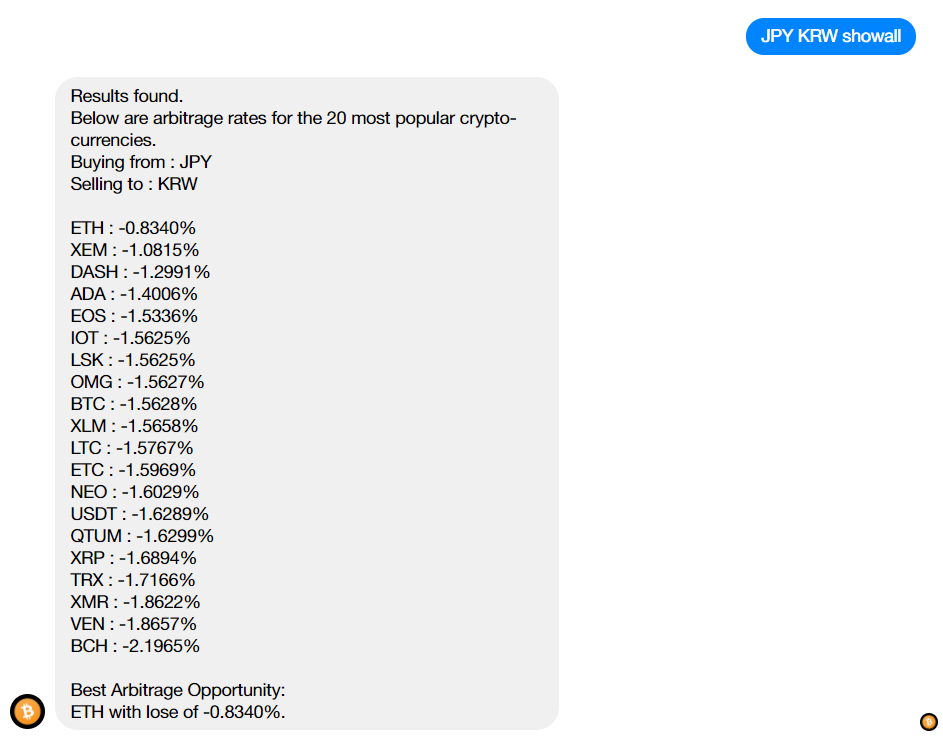 JPY KRW showall
Results found.
Below are arbitrage rates for the 20 most popular crypto-
currencies.
Buying from : JPY
Selling to : KRW
ETH : -0.8340%
XEM : -1.0815%
DASH : -1.2991%
ADA : -1.4006%
EOS : -1.5336%
IOT : -1.5625%
LSK : -1.5625%
OMG : -1.5627%
BTC : -1.5628%
XLM : -1.5658%
LTC : -1.5767%
ETC : -1.5969%
NEO : -1.6029%
USDT : -1.6289%
QTUM : -1.6299%
XRP : -1.6894%
TRX : -1.7166%
XMR : -1.8622%
VEN : -1.8657%
BCH : -2.1965%
Best Arbitrage Opportunity:
ETH with lose of -0.8340%.